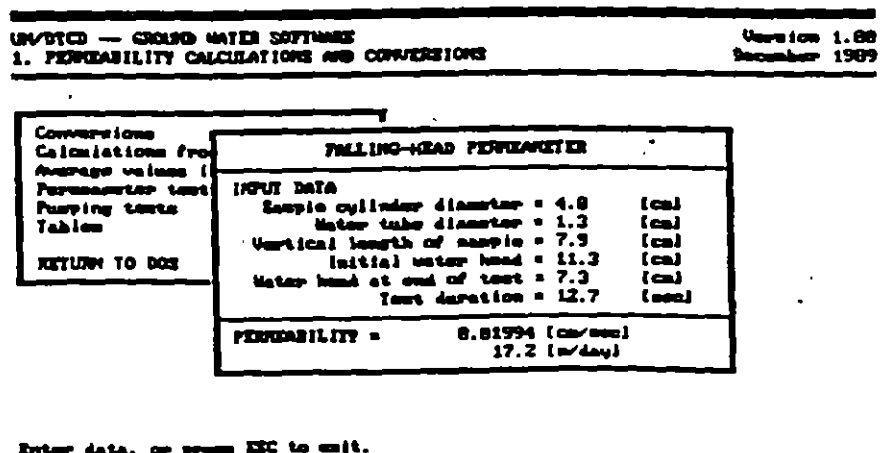 UN/DTCD — GROUND WATER SOFTWARE
Version 1.00
1. PERMEABILITY CALCULATIONS AND CONVERSIONS
December 1989
Conversions
Calculations fro
Average values (
Permeameter test
Pumping tests
Tables
RETURN TO DOS
FALLING-HEAD PERMEAMETER
INPUT DATA
Sample cylinder diameter = 4.8 [cm]
Water tube diameter = 1.3 [cm]
Vertical length of sample = 7.9 [cm]
Initial water head = 11.3 [cm]
Water head at end of test = 7.3 [cm]
Test duration = 12.7 [sec]
PERMEABILITY = 0.01994 [cm/sec]
17.2 [m/day]
Enter data, or press ESC to exit.